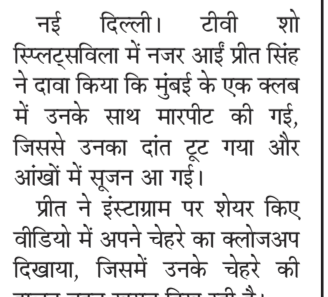 नई दिल्ली। टीवी शो
स्प्लिट्सविला में नजर आईं प्रीत सिंह
ने दावा किया कि मुंबई के एक क्लब
में उनके साथ मारपीट की गई,
जिससे उनका दांत टूट गया और
आंखों में सूजन आ गई।
प्रीत ने इंस्टाग्राम पर शेयर किए
वीडियो में अपने चेहरे का क्लोजअप
दिखाया, जिसमें उनके चेहरे की